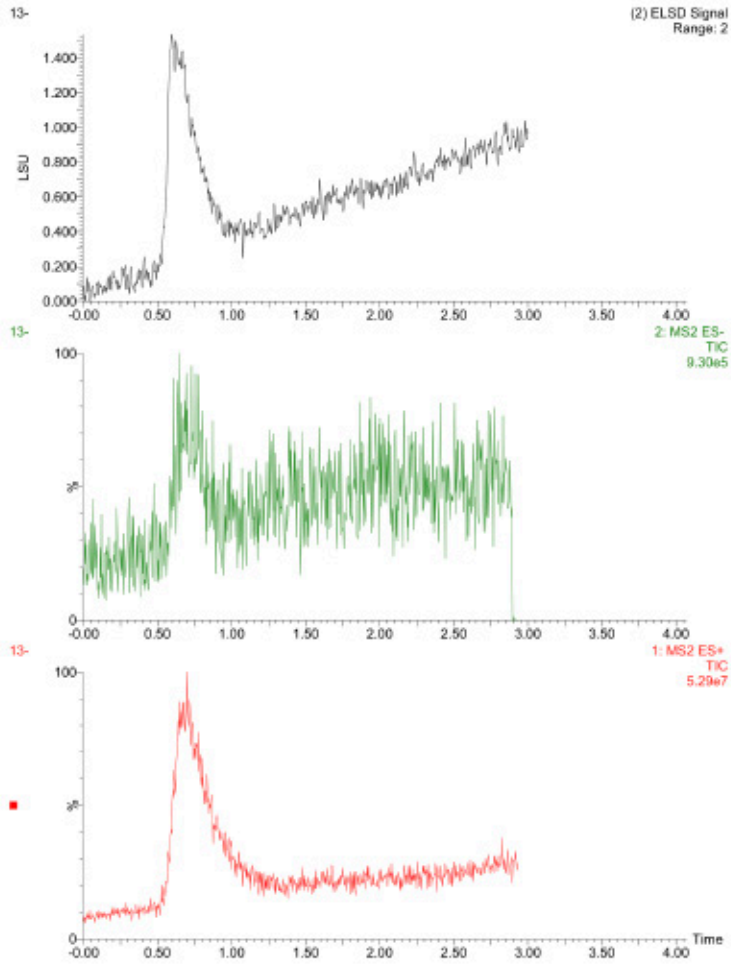 13-
(2) ELSD Signal
Range: 2
1.400
1.200
1.000
LSU
0.800
0.600
0.400
0.200
0.000
-0.00 0.50 1.00 1.50 2.00 2.50 3.00 3.50 4.00
13-
2: MS2 ES-
TIC
9.30e5
100
%
0
-0.00 0.50 1.00 1.50 2.00 2.50 3.00 3.50 4.00
13-
1: MS2 ES+
TIC
5.29e7
100
%
0
-0.00 0.50 1.00 1.50 2.00 2.50 3.00 3.50 4.00
Time